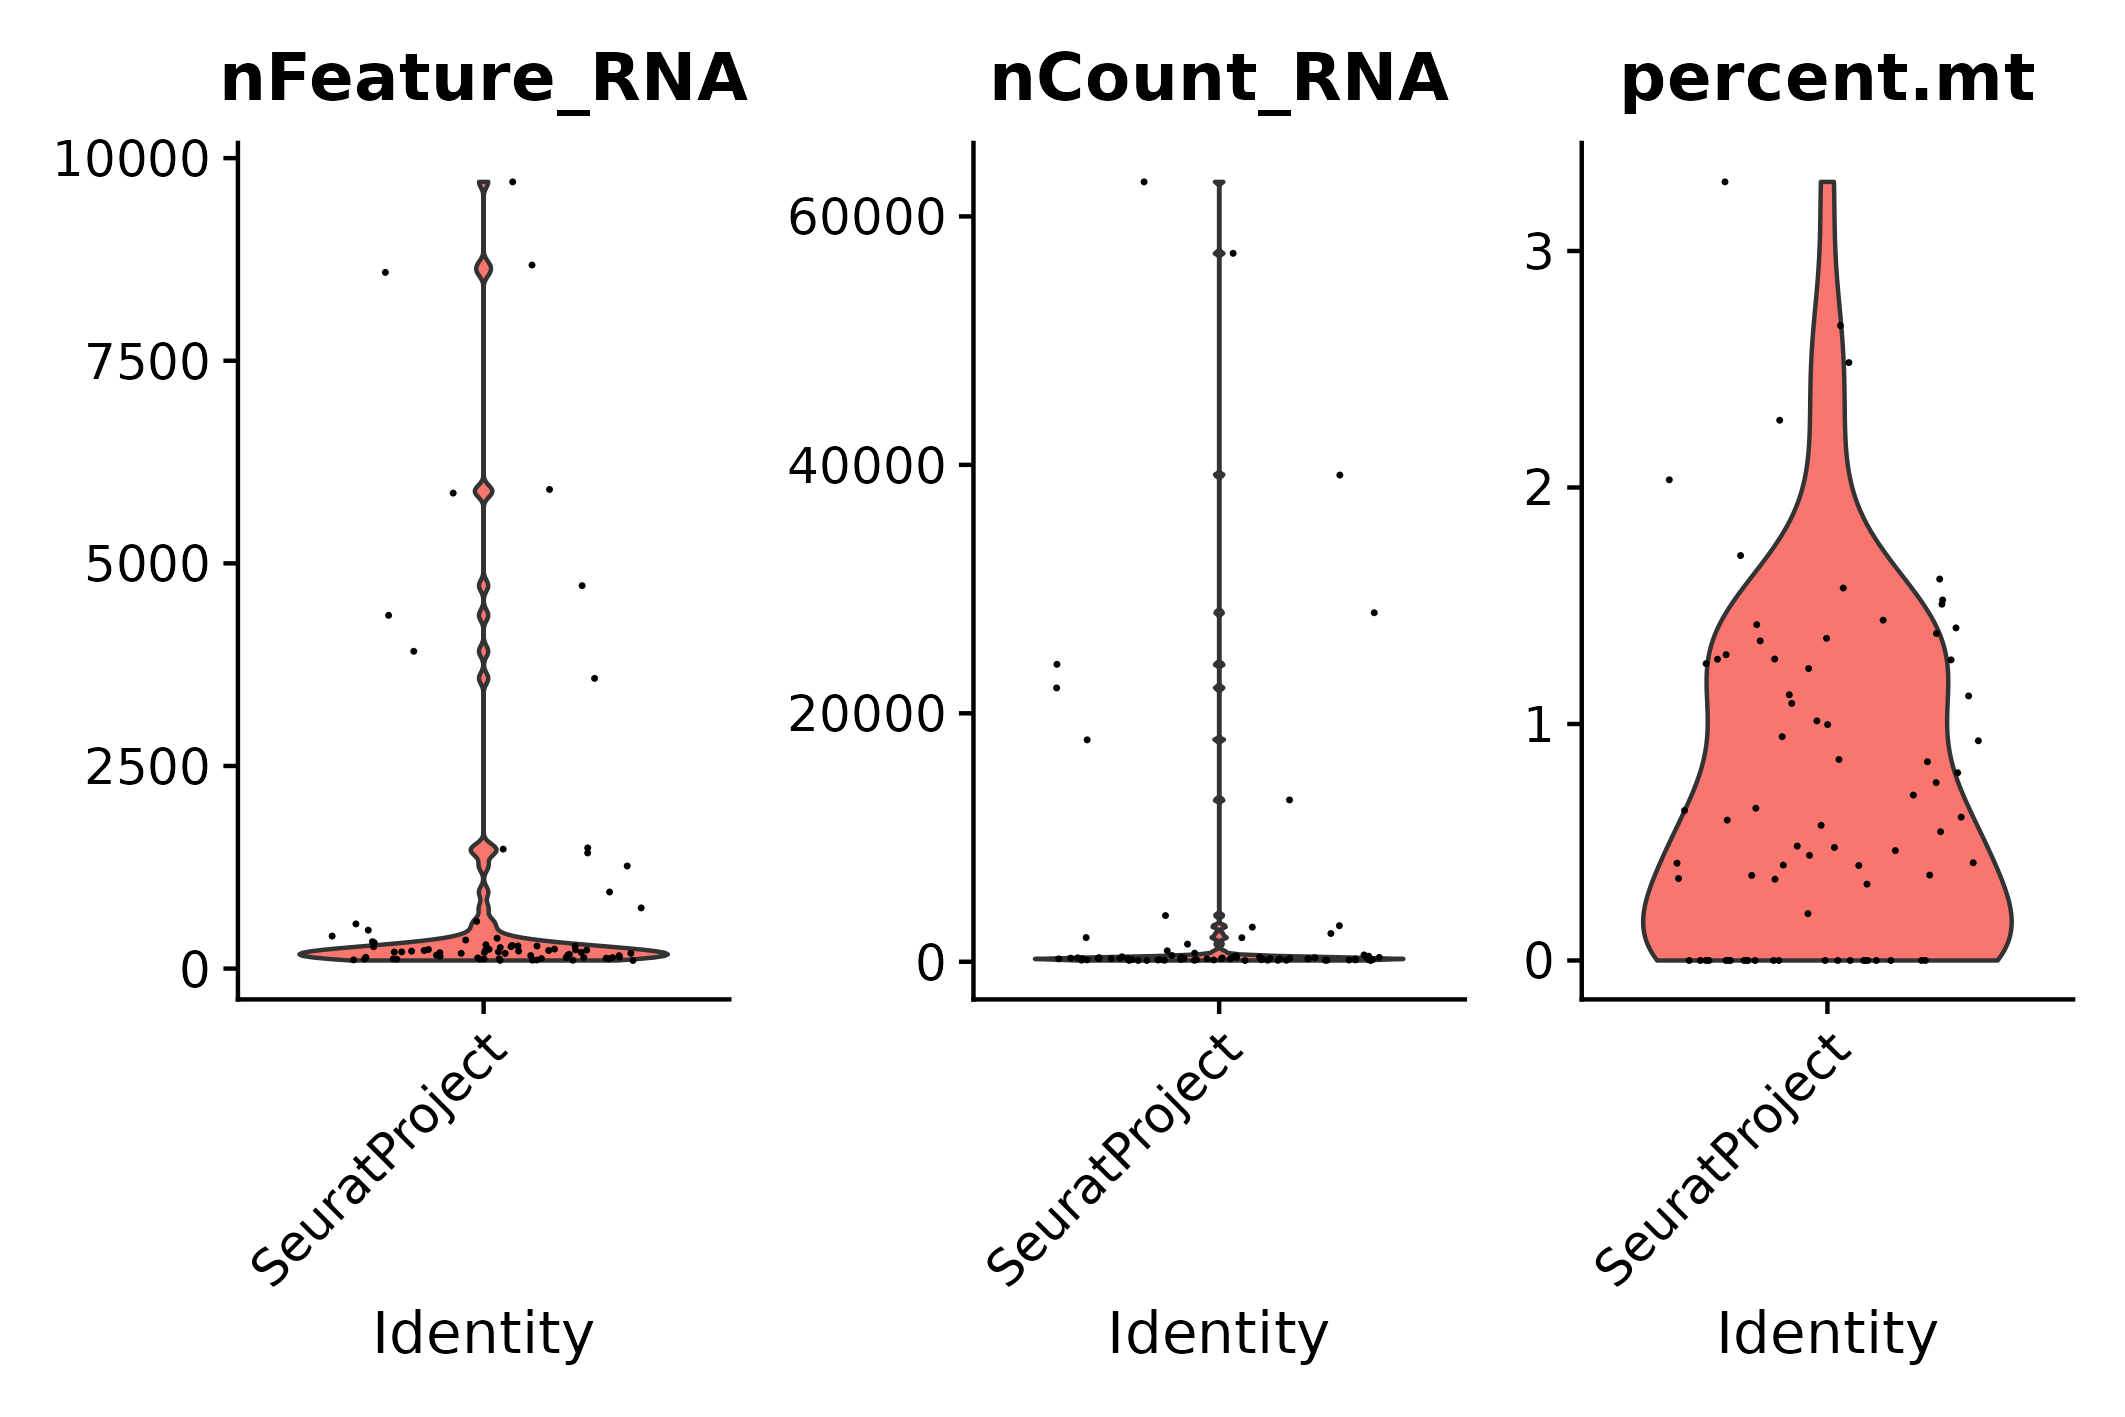 nFeature_RNA
10000
7500
5000
2500
0
SeuratProject
Identity
nCount_RNA
60000
40000
20000
0
SeuratProject
Identity
percent.mt
3
2
1
0
SeuratProject
Identity